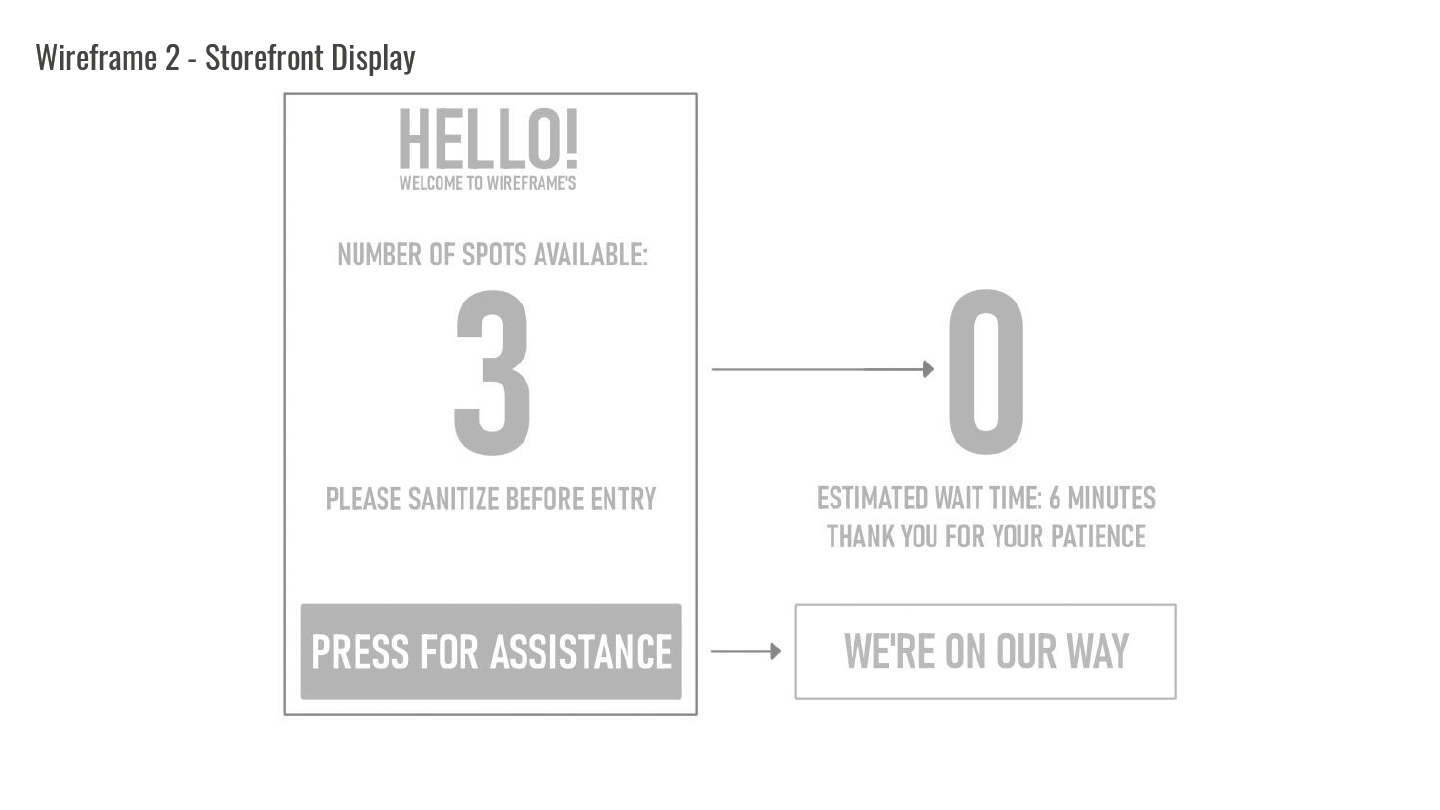 Wireframe 2 - Storefront Display
HELLO!
WELCOME TO WIREFRAME'S
NUMBER OF SPOTS AVAILABLE:
3
PLEASE SANITIZE BEFORE ENTRY
PRESS FOR ASSISTANCE
0
ESTIMATED WAIT TIME: 6 MINUTES
THANK YOU FOR YOUR PATIENCE
WE'RE ON OUR WAY